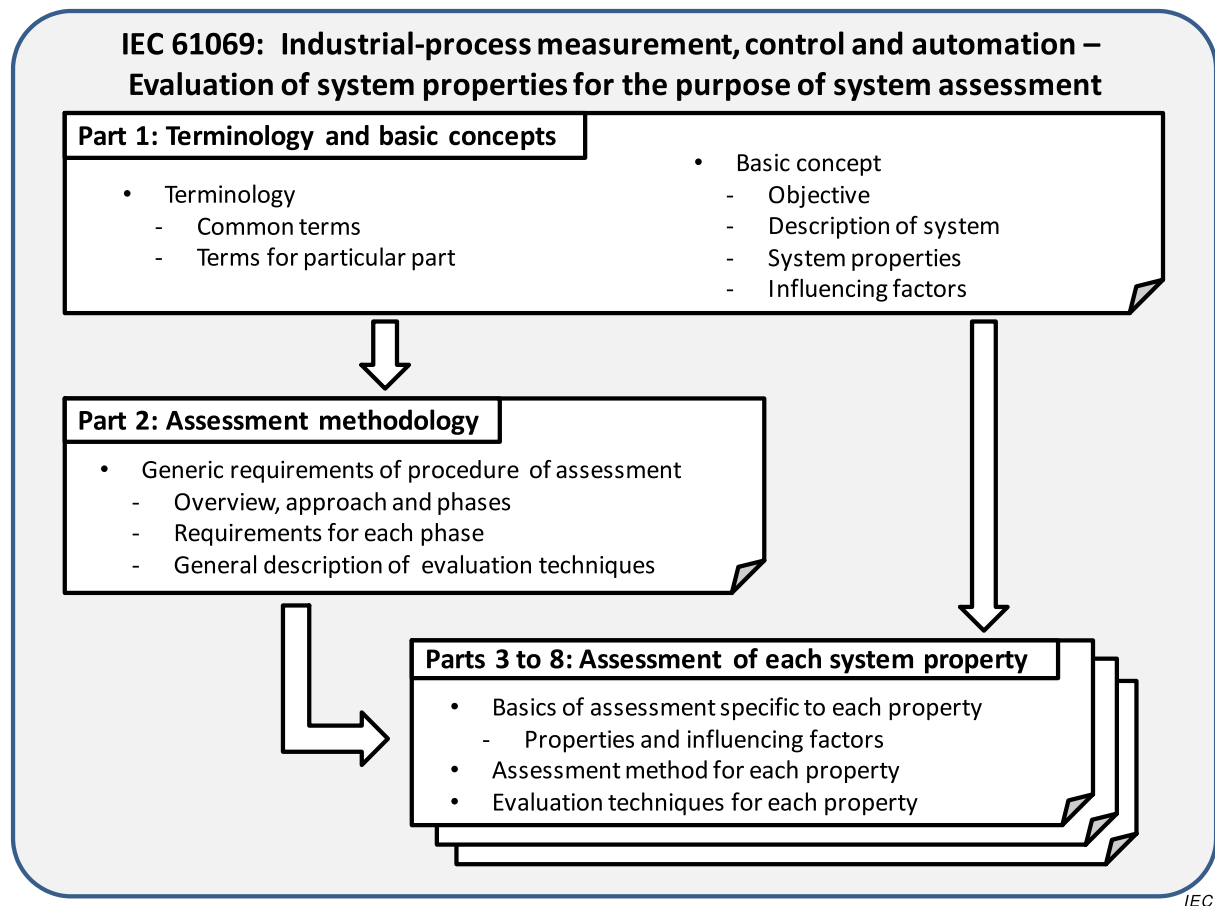 IEC 61069: Industrial-process measurement, control and automation –
Evaluation of system properties for the purpose of system assessment
Part 1: Terminology and basic concepts
• Terminology
- Common terms
- Terms for particular part
• Basic concept
- Objective
- Description of system
- System properties
- Influencing factors
Part 2: Assessment methodology
• Generic requirements of procedure of assessment
- Overview, approach and phases
- Requirements for each phase
- General description of evaluation techniques
Parts 3 to 8: Assessment of each system property
• Basics of assessment specific to each property
- Properties and influencing factors
• Assessment method for each property
• Evaluation techniques for each property
IEC